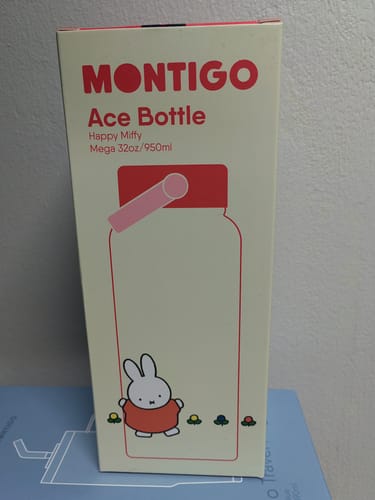 MONTIGO
Ace Bottle
Happy Miffy
Mega 32oz/950ml